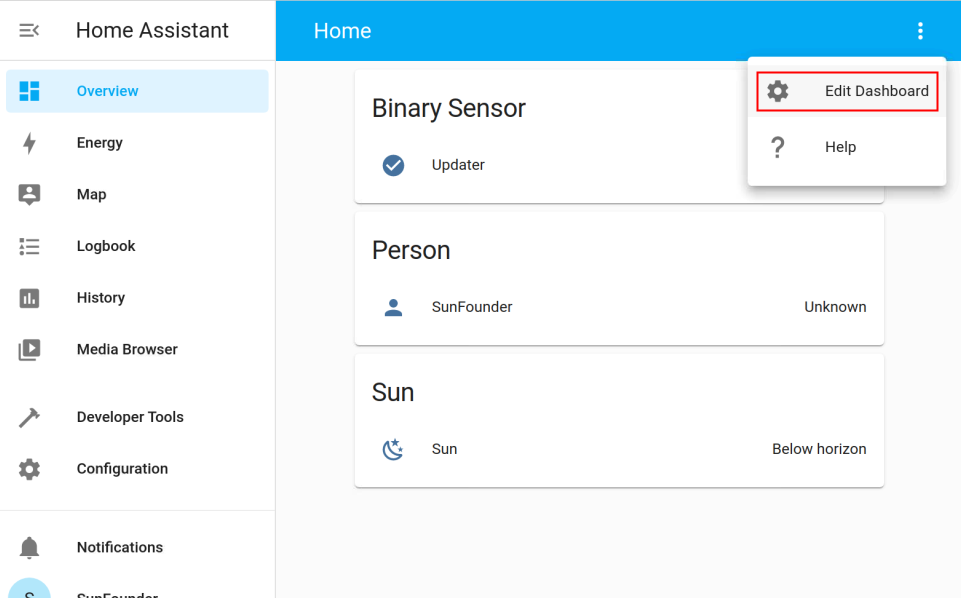 Home Assistant
Overview
Energy
Map
Logbook
History
Media Browser
Developer Tools
Configuration
Notifications
S
SunFounder
Home
Edit Dashboard
Help
Binary Sensor
Updater
Person
SunFounder Unknown
Sun
Sun Below horizon